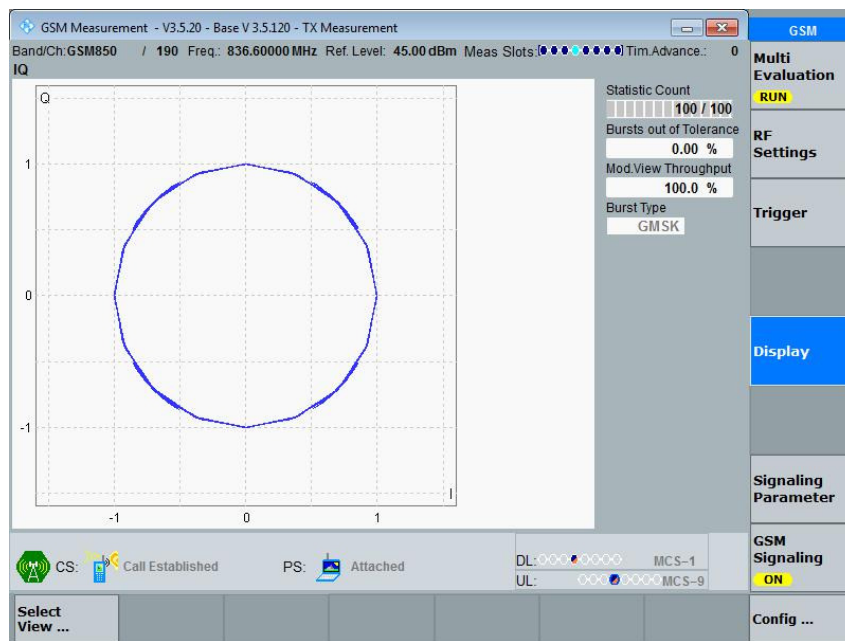 GSM Measurement - V3.5.20 - Base V 3.5.120 - TX Measurement
GSM
Band/Ch: GSM850 / 190 Freq.: 836.60000 MHz Ref. Level: 45.00 dBm Meas Slots: Tim.Advance.: 0
IQ
Multi
Evaluation
RUN
Statistic Count
100 / 100
Bursts out of Tolerance
0.00 %
Mod.View Throughput
100.0 %
Burst Type
GMSK
RF
Settings
Trigger
Display
Q
1
0
-1
I
-1 0 1
Signaling
Parameter
GSM
Signaling
ON
CS: Call Established PS: Attached
DL: MCS-1
UL: MCS-9
Select
View ...
Config ...